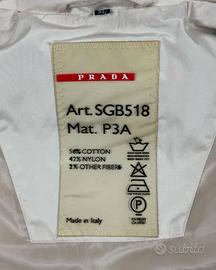 PRADA
Art. SGB518
Mat. P3A
56% COTTON
42% NYLON
2% OTHER FIBERS
P
Made in Italy
subito